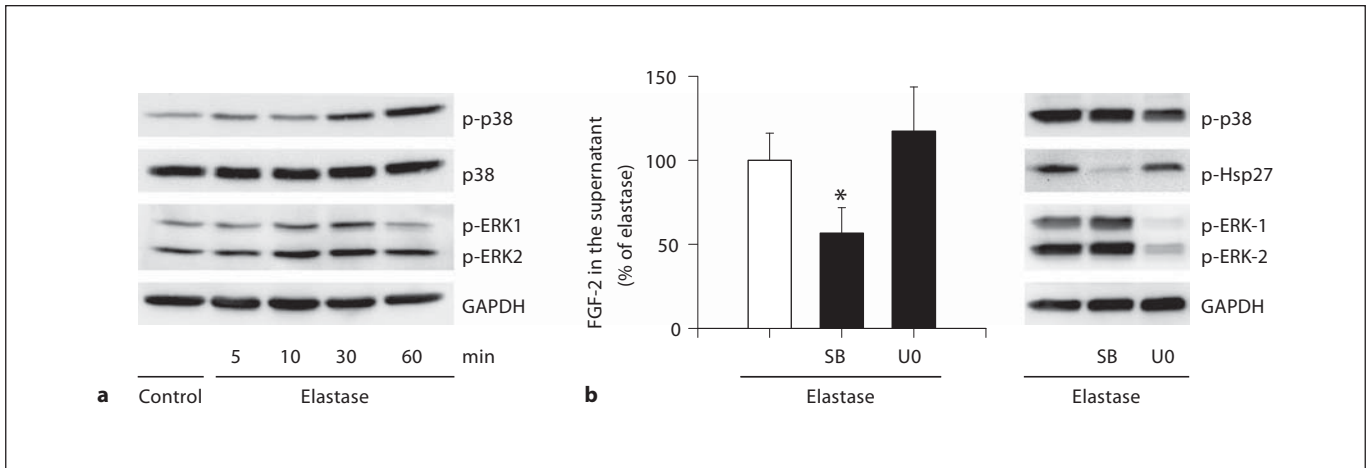 p-p38
p38
p-ERK1
p-ERK2
GAPDH
5 10 30 60 min
a Control Elastase
FGF-2 in the supernatant
(% of elastase)
150
100
50
0
*
SB U0
b Elastase
p-p38
p-Hsp27
p-ERK-1
p-ERK-2
GAPDH
SB U0
Elastase